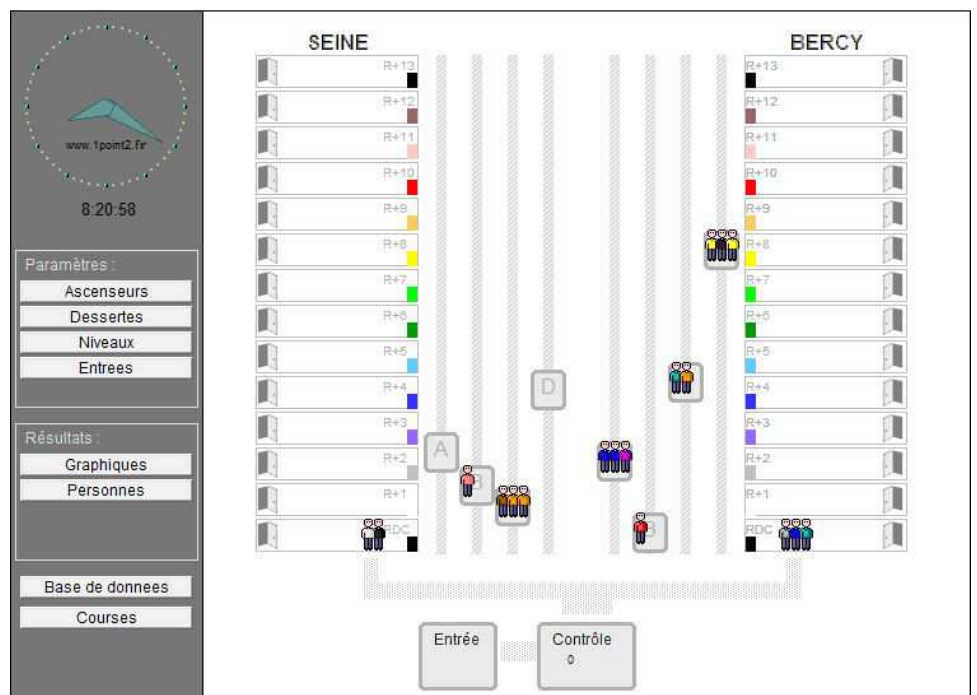 www.1point2.fr
8:20:58
Paramètres :
Ascenseurs
Dessertes
Niveaux
Entrees
Résultats :
Graphiques
Personnes
Base de donnees
Courses
SEINE
R+13
R+12
R+11
R+10
R+9
R+8
R+7
R+6
R+5
R+4
R+3
R+2
R+1
RDC
A
B
D
B
BERCY
R+13
R+12
R+11
R+10
R+9
R+8
R+7
R+6
R+5
R+4
R+3
R+2
R+1
RDC
Entrée
Contrôle
0